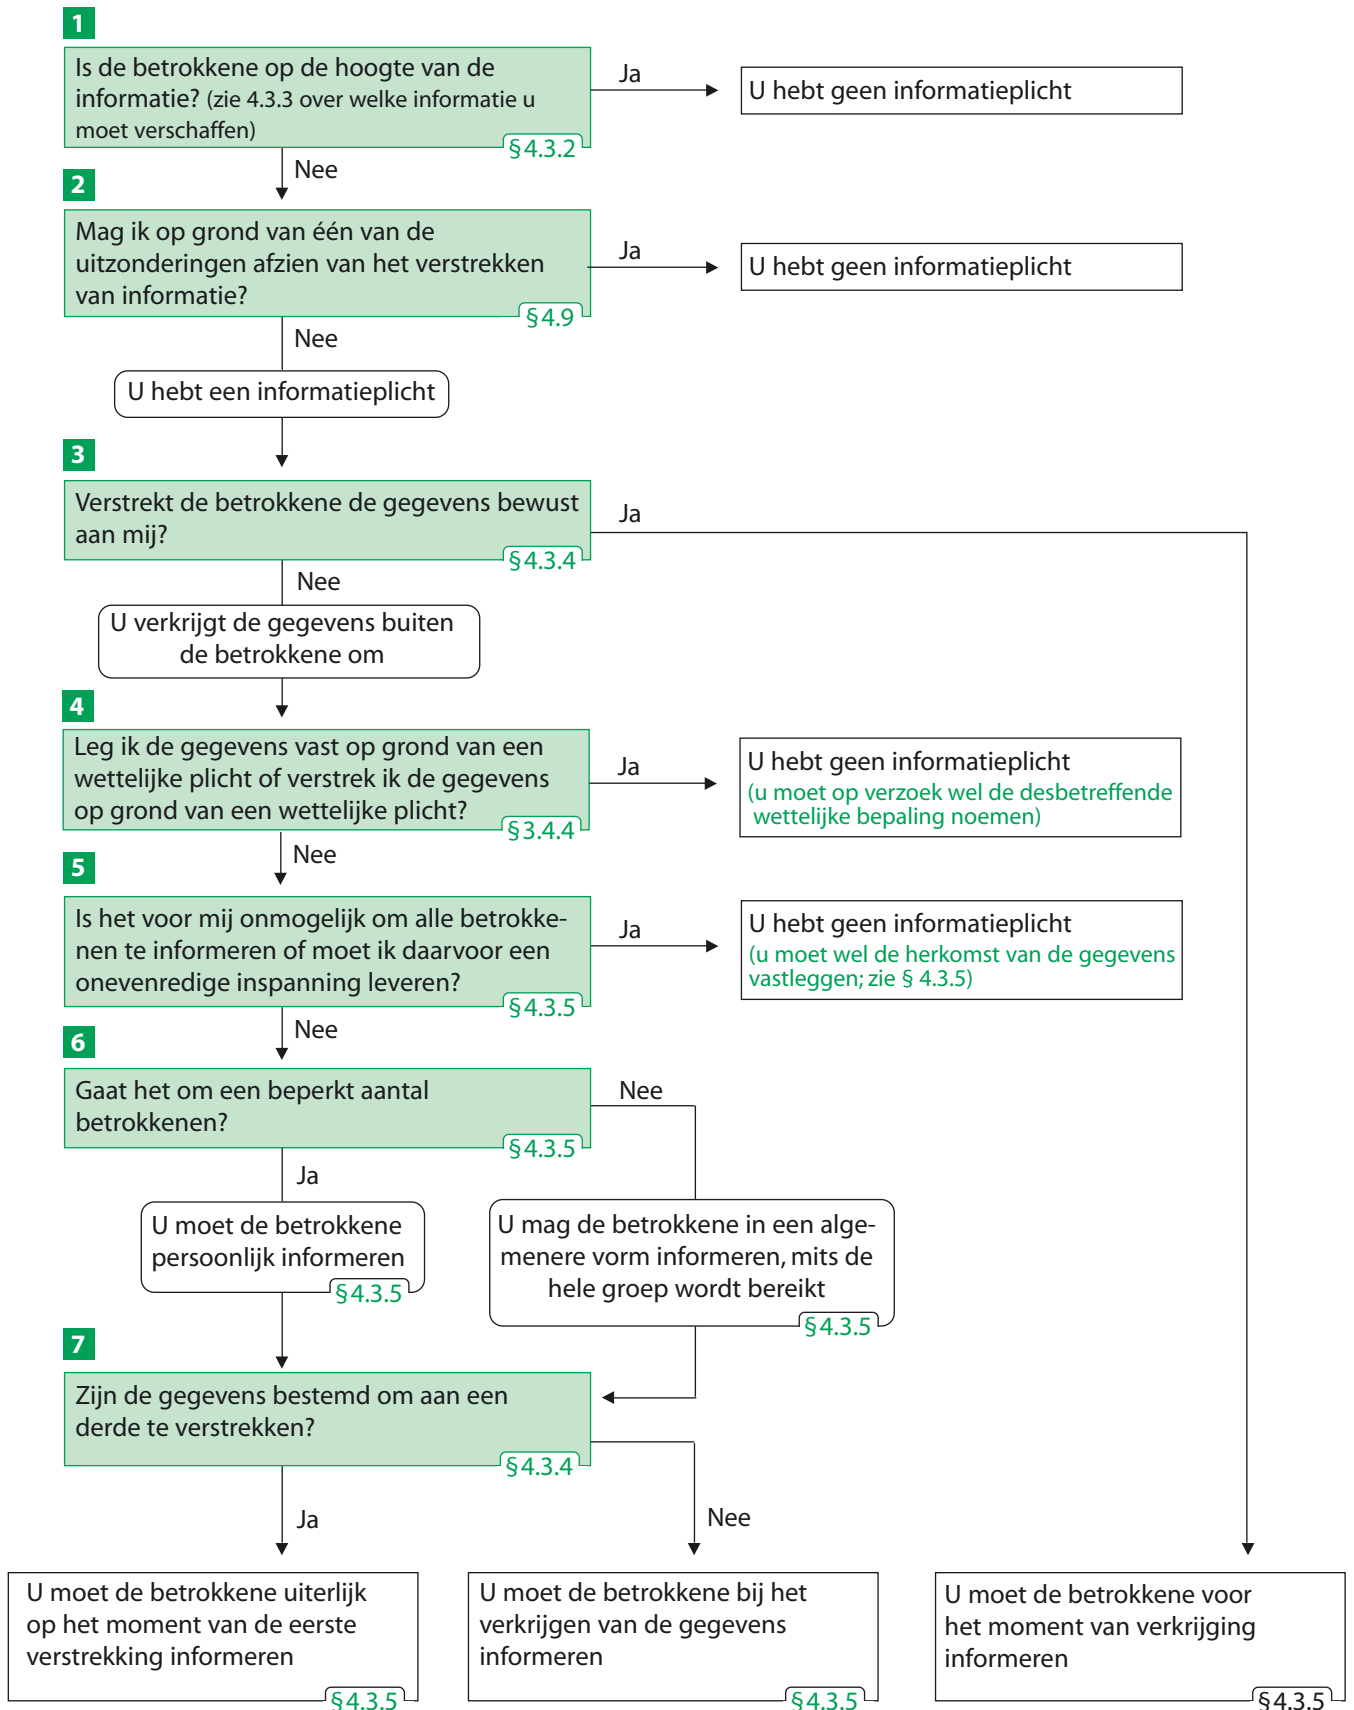 1
Is de betrokkene op de hoogte van de
informatie? (zie 4.3.3 over welke informatie u
moet verschaffen)
§4.3.2
Ja
U hebt geen informatieplicht
Nee
2
Mag ik op grond van één van de
uitzonderingen afzien van het verstrekken
van informatie?
§4.9
Ja
U hebt geen informatieplicht
Nee
U hebt een informatieplicht
3
Verstrekt de betrokkene de gegevens bewust
aan mij?
§4.3.4
Ja
Nee
U verkrijgt de gegevens buiten
de betrokkene om
4
Leg ik de gegevens vast op grond van een
wettelijke plicht of verstrek ik de gegevens
op grond van een wettelijke plicht?
§3.4.4
Ja
U hebt geen informatieplicht
(u moet op verzoek wel de desbetreffende
wettelijke bepaling noemen)
Nee
5
Is het voor mij onmogelijk om alle betrokke-
nen te informeren of moet ik daarvoor een
onevenredige inspanning leveren?
§4.3.5
Ja
U hebt geen informatieplicht
(u moet wel de herkomst van de gegevens
vastleggen; zie § 4.3.5)
Nee
6
Gaat het om een beperkt aantal
betrokkenen?
§4.3.5
Nee
Ja
U moet de betrokkene
persoonlijk informeren
§4.3.5
U mag de betrokkene in een alge-
menere vorm informeren, mits de
hele groep wordt bereikt
§4.3.5
7
Zijn de gegevens bestemd om aan een
derde te verstrekken?
§4.3.4
Ja
Nee
U moet de betrokkene uiterlijk
op het moment van de eerste
verstrekking informeren
§4.3.5
U moet de betrokkene bij het
verkrijgen van de gegevens
informeren
§4.3.5
U moet de betrokkene voor
het moment van verkrijging
informeren
§4.3.5